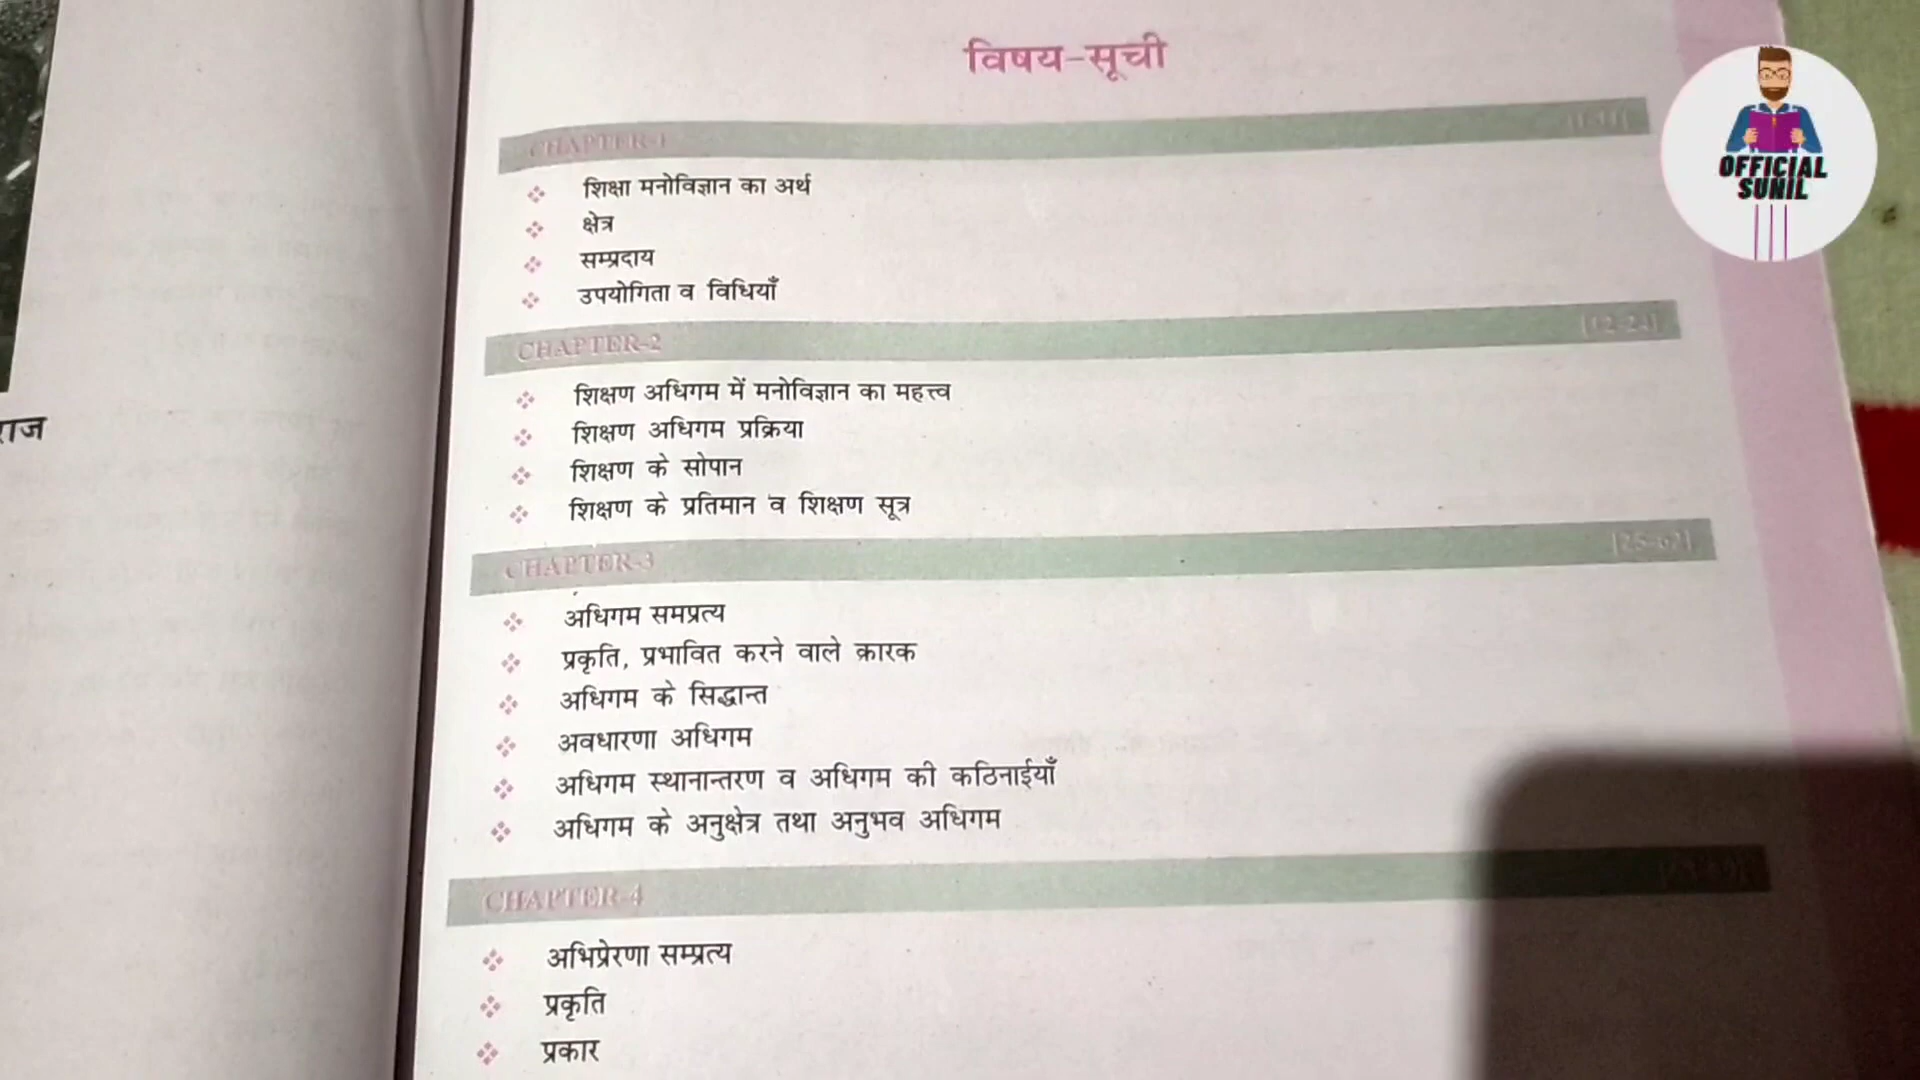 विषय-सूची
CHAPTER-1 [1-11]
शिक्षा मनोविज्ञान का अर्थ
क्षेत्र
सम्प्रदाय
उपयोगिता व विधियाँ
CHAPTER-2 [12-24]
शिक्षण अधिगम में मनोविज्ञान का महत्त्व
शिक्षण अधिगम प्रक्रिया
शिक्षण के सोपान
शिक्षण के प्रतिमान व शिक्षण सूत्र
CHAPTER-3 [25-62]
अधिगम समप्रत्य
प्रकृति, प्रभावित करने वाले कारक
अधिगम के सिद्धान्त
अवधारणा अधिगम
अधिगम स्थानान्तरण व अधिगम की कठिनाईयाँ
अधिगम के अनुक्षेत्र तथा अनुभव अधिगम
CHAPTER-4
अभिप्रेरणा सम्प्रत्य
प्रकृति
प्रकार
OFFICIAL
SUNIL